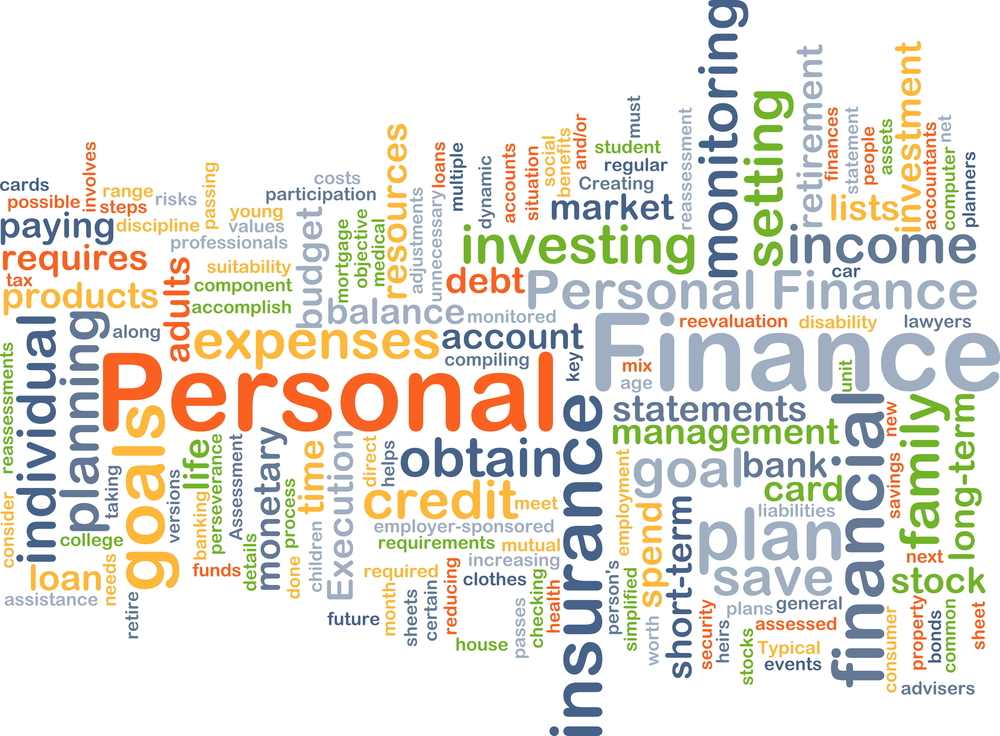 cards
possible
involves
steps
range
risks
passing
paying
discipline
young
values
professionals
costs
participation
requires
tax
products
adults
suitability
component
accomplish
budget
mortgage
objective
medical
resources
adjustments
unnecessary
loans
multiple
dynamic
accounts
situation
social
benefits
and/or
student
regular
Creating
must
reassessment
market
investing
debt
monitoring
setting
retirement
finances
statement
people
assets
lists
investment
accountants
computer
net
planners
income
car
Personal Finance
balance
monitored
expenses
account
compiling
key
reevaluation
disability
lawyers
Finance
mix
age
unit
along
individual
planning
Personal
reassessments
goals
taking
versions
life
banking
perseverance
Assessment
monetary
details
process
time
Execution
direct
helps
obtain
credit
meet
employer-sponsored
requirements
mutual
increasing
required
clothes
consider
college
loan
needs
assistance
retire
funds
done
children
future
month
sheets
certain
reducing
house
passes
checking
health
insurance
person's
simplified
employment
spend
worth
short-term
statements
management
goal
bank
card
liabilities
plan
save
plans
general
security
heirs
assessed
stocks
Typical
events
financial
new
savings
family
long-term
next
stock
consumer
property
bonds
common
sheet
advisers